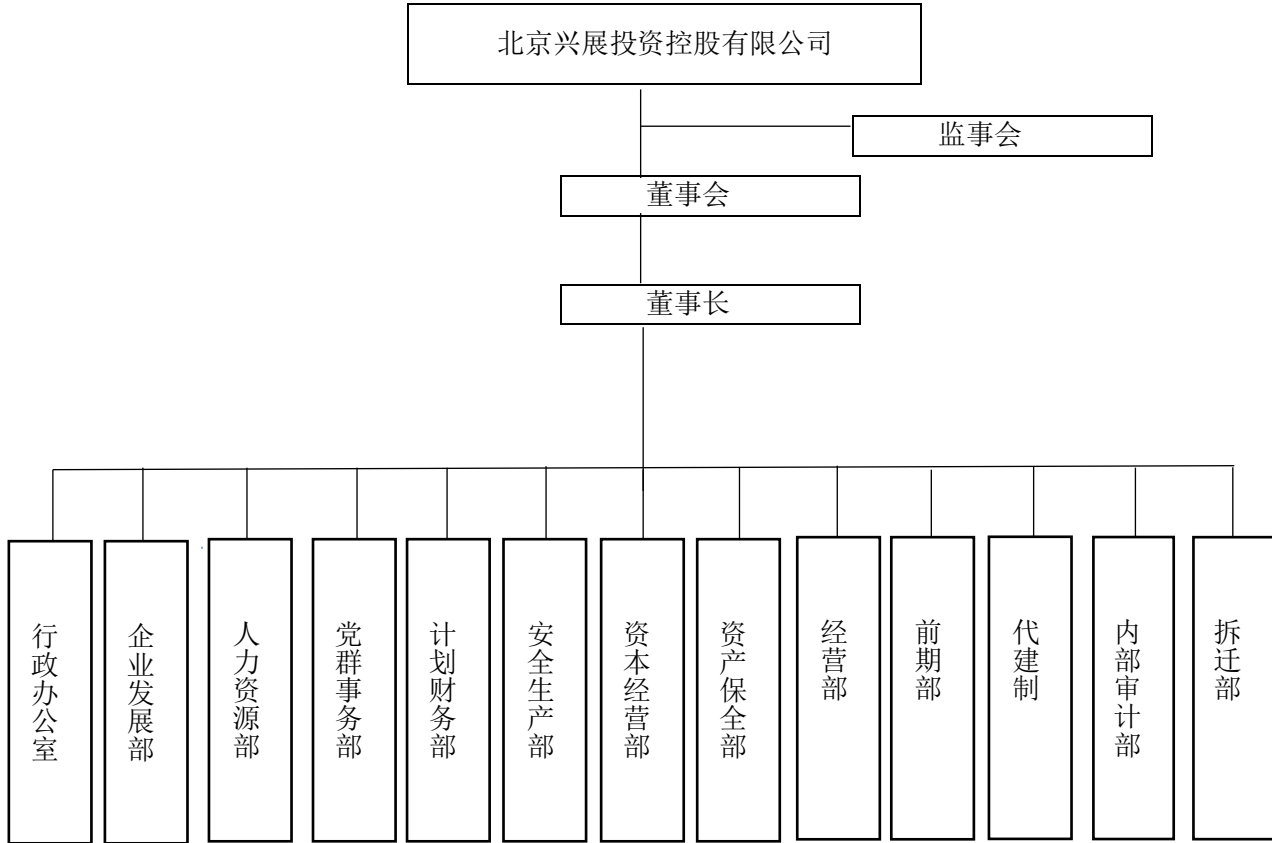 北京兴展投资控股有限公司
监事会
董事会
董事长
行政办公室
企业发展部
人力资源部
党群事务部
计划财务部
安全生产部
资本经营部
资产保全部
经营部
前期部
代建制
内部审计部
拆迁部